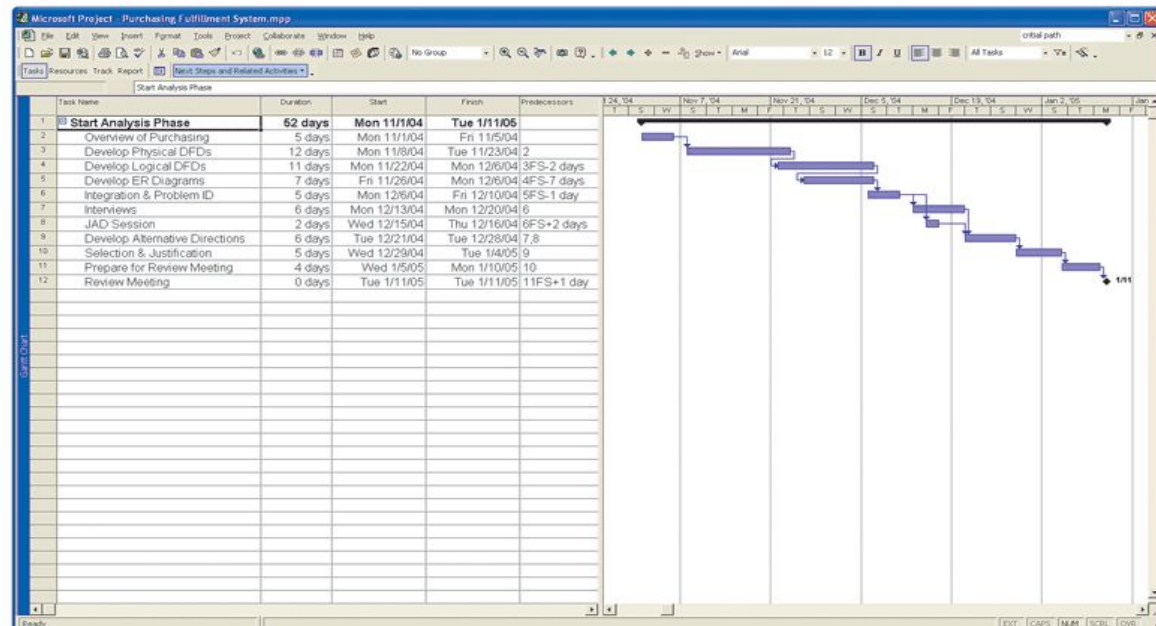 Microsoft Project - Purchasing Fulfillment System.mpp
File Edit View Insert Format Tools Project Collaborate Window Help critial path
No Group Show Arial 12 B I U All Tasks
Tasks Resources Track Report Next Steps and Related Activities
Start Analysis Phase
Task Name Duration Start Finish Predecessors t 24, '04 Nov 7, '04 Nov 21, '04 Dec 5, '04 Dec 19, '04 Jan 2, '05 Jan
T S W S T M F T S W S T M F T S W S T M F
1 Start Analysis Phase 52 days Mon 11/1/04 Tue 1/11/05
2 Overview of Purchasing 5 days Mon 11/1/04 Fri 11/5/04
3 Develop Physical DFDs 12 days Mon 11/8/04 Tue 11/23/04 2
4 Develop Logical DFDs 11 days Mon 11/22/04 Mon 12/6/04 3FS-2 days
5 Develop ER Diagrams 7 days Fri 11/26/04 Mon 12/6/04 4FS-7 days
6 Integration & Problem ID 5 days Mon 12/6/04 Fri 12/10/04 5FS-1 day
7 Interviews 6 days Mon 12/13/04 Mon 12/20/04 6
8 JAD Session 2 days Wed 12/15/04 Thu 12/16/04 6FS+2 days
9 Develop Alternative Directions 6 days Tue 12/21/04 Tue 12/28/04 7,8
10 Selection & Justification 5 days Wed 12/29/04 Tue 1/4/05 9
11 Prepare for Review Meeting 4 days Wed 1/5/05 Mon 1/10/05 10
12 Review Meeting 0 days Tue 1/11/05 Tue 1/11/05 11FS+1 day 1/11
Gantt Chart
Ready EXT CAPS NUM SCRL OVR